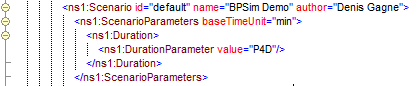 <ns1:Scenario id="default" name="BPSim Demo" author="Denis Gagne">
<ns1:ScenarioParameters baseTimeUnit="min">
<ns1:Duration>
<ns1:DurationParameter value="P4D"/>
</ns1:Duration>
</ns1:ScenarioParameters>